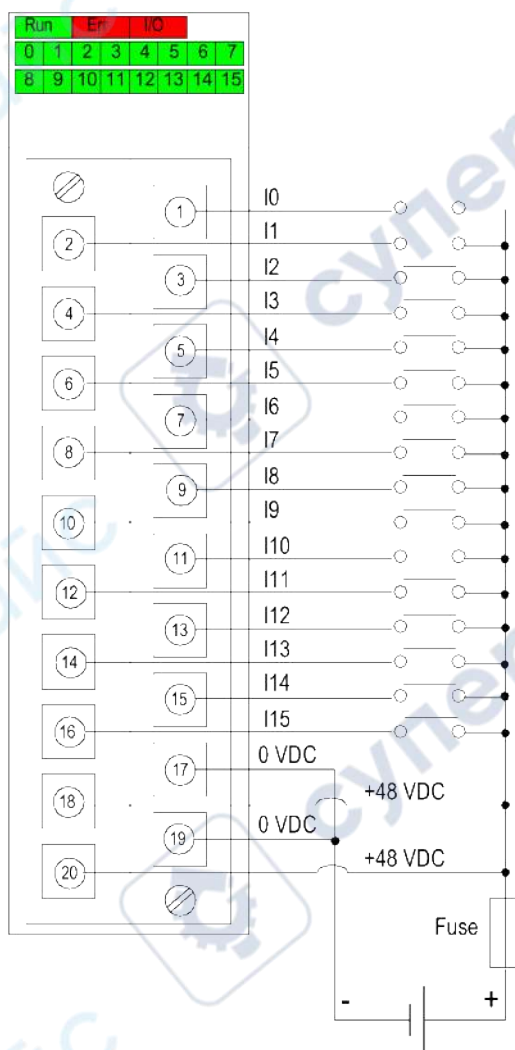 Run Err I/O
0 1 2 3 4 5 6 7
8 9 10 11 12 13 14 15
1 I0
2 I1
3 I2
4 I3
5 I4
6 I5
7 I6
8 I7
9 I8
10 I9
11 I10
12 I11
13 I12
14 I13
15 I14
16 I15
17 0 VDC
18 +48 VDC
19 0 VDC
20 +48 VDC
Fuse
- +